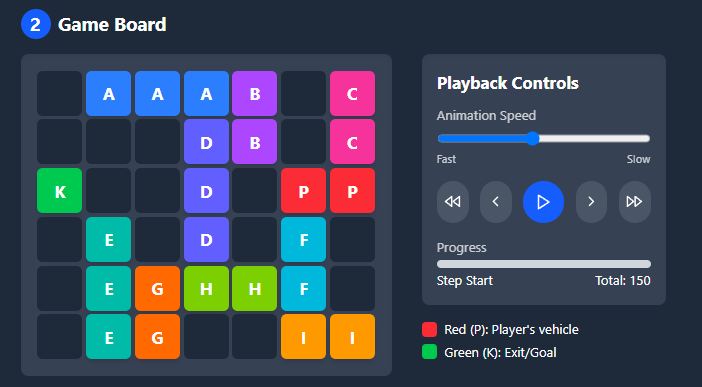 2 Game Board
A A A B C
D B C
K D P P
E D F
E G H H F
E G I I
Playback Controls
Animation Speed
Fast Slow
Progress
Step Start Total: 150
Red (P): Player's vehicle
Green (K): Exit/Goal